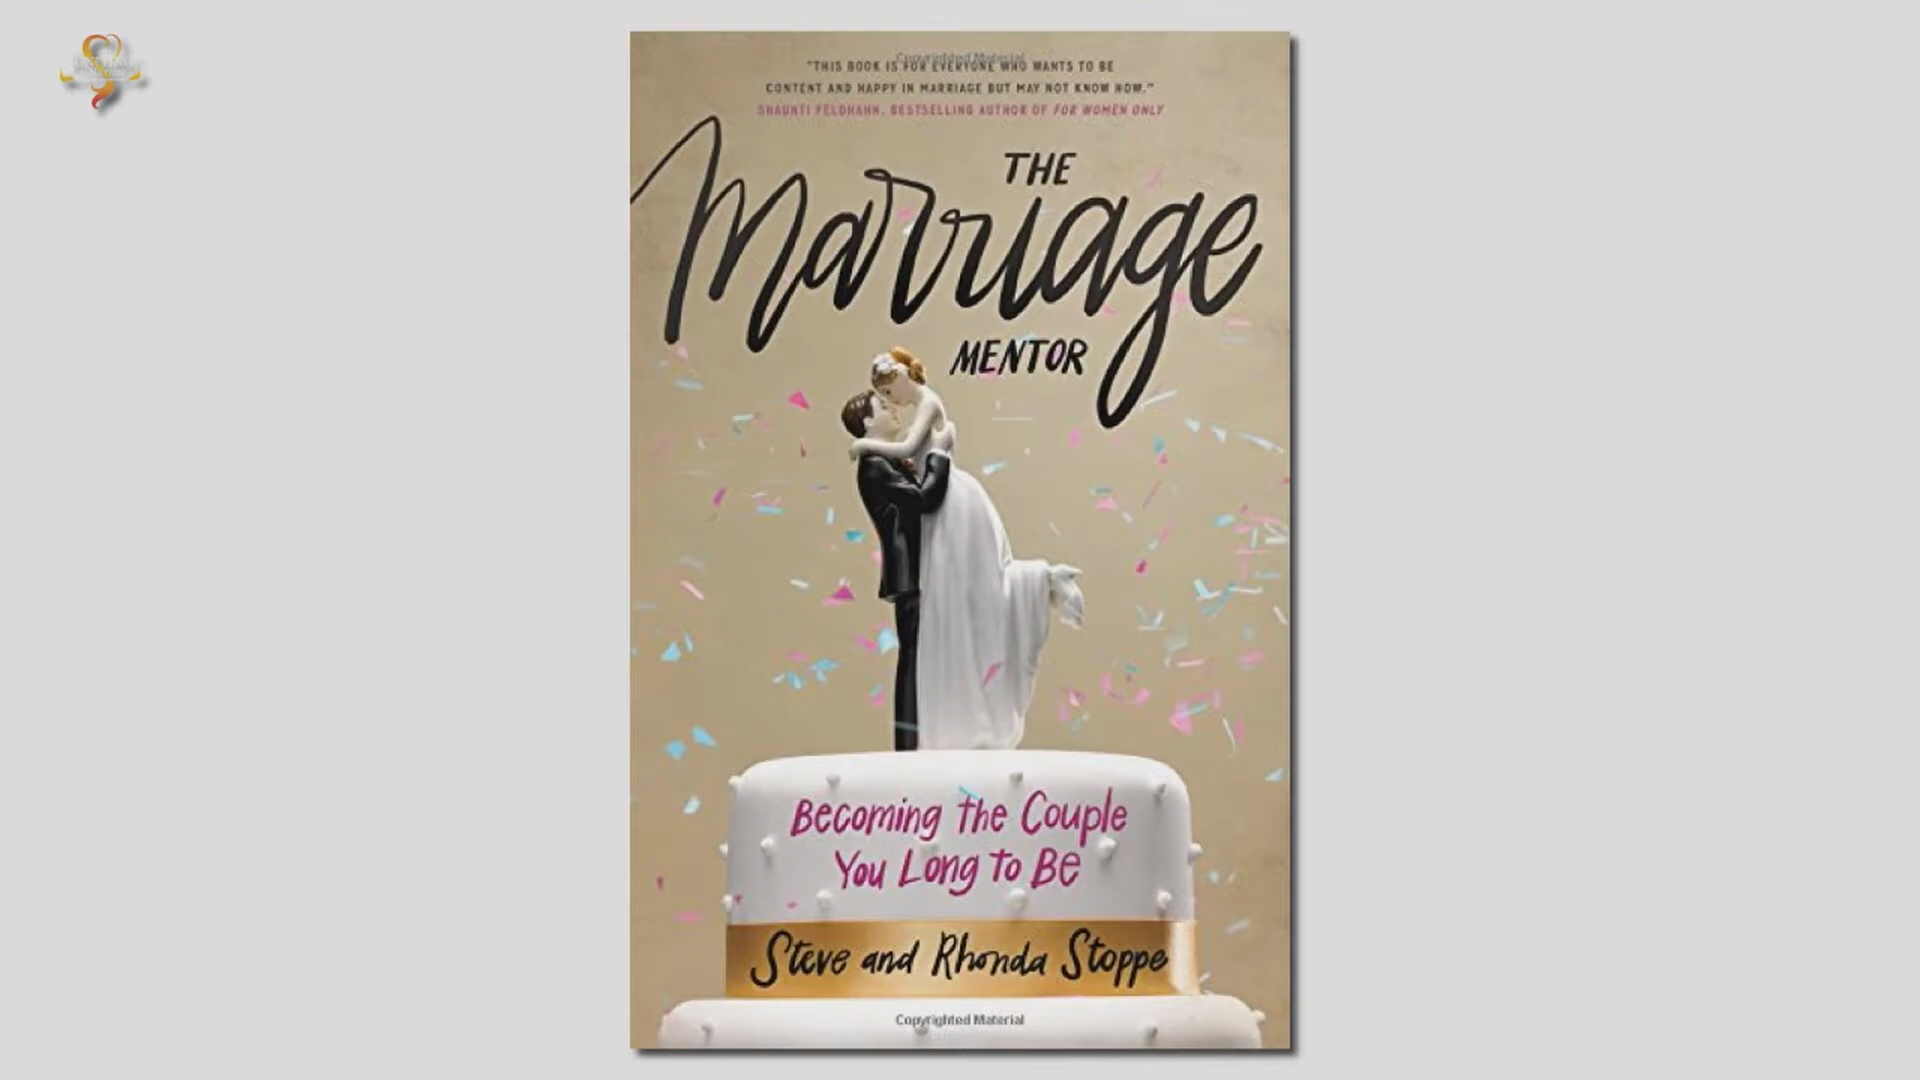 Copyrighted Material
"THIS BOOK IS FOR EVERYONE WHO WANTS TO BE
CONTENT AND HAPPY IN MARRIAGE BUT MAY NOT KNOW HOW."
SHAUNTI FELDHAHN, BESTSELLING AUTHOR OF FOR WOMEN ONLY
THE
Marriage
MENTOR
Becoming the Couple
You Long to Be
Steve and Rhonda Stoppe
Copyrighted Material